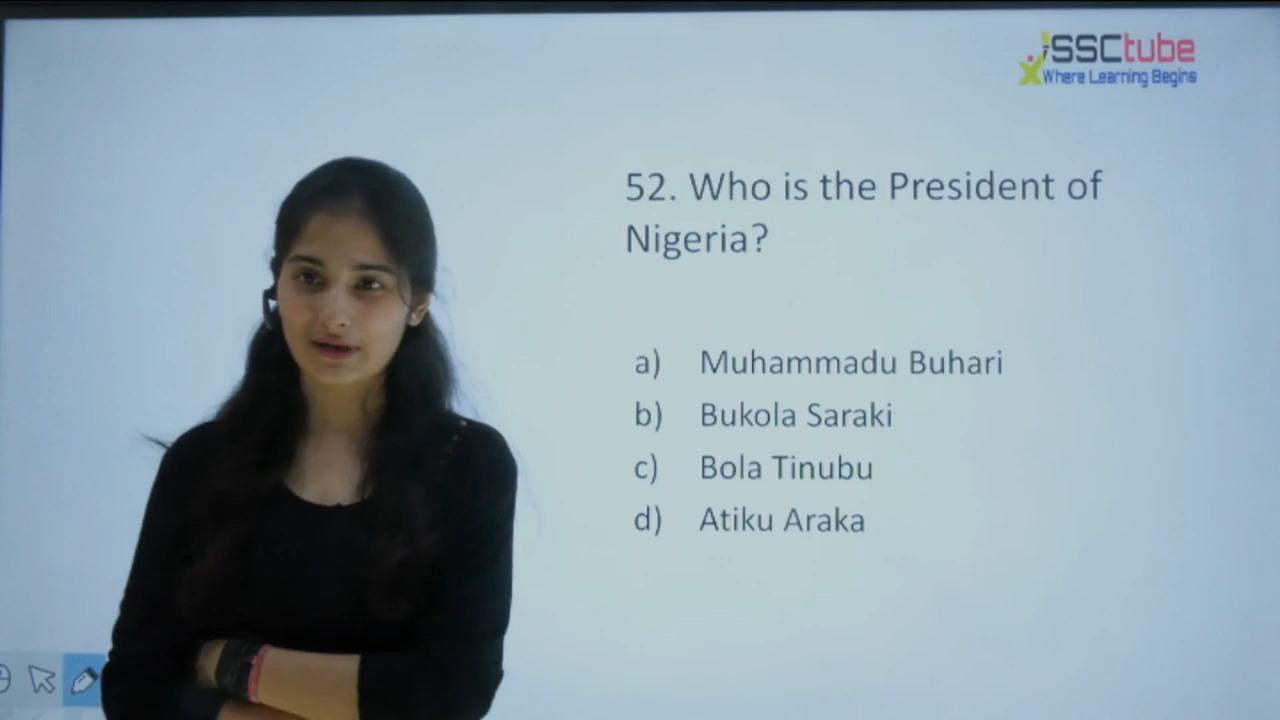 SSCtube
Where Learning Begins
52. Who is the President of
Nigeria?
a) Muhammadu Buhari
b) Bukola Saraki
c) Bola Tinubu
d) Atiku Araka